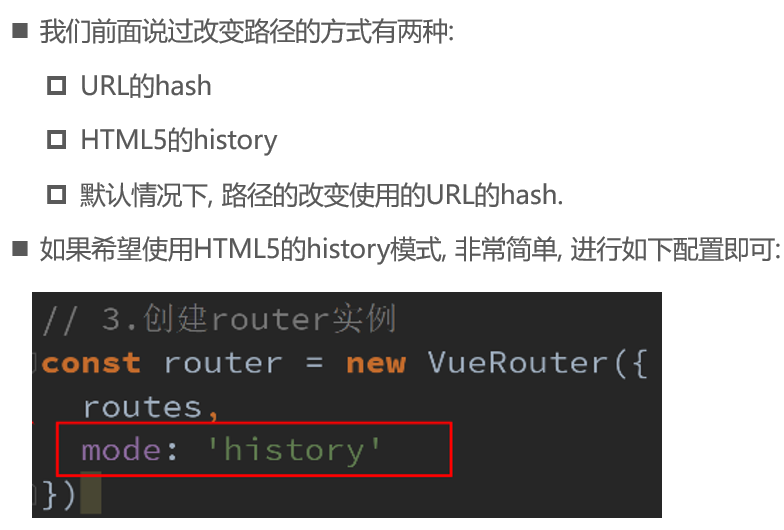 我们前面说过改变路径的方式有两种:
URL的hash
HTML5的history
默认情况下, 路径的改变使用的URL的hash.
如果希望使用HTML5的history模式, 非常简单, 进行如下配置即可:
// 3.创建router实例
const router = new VueRouter({
routes,
mode: 'history'
})